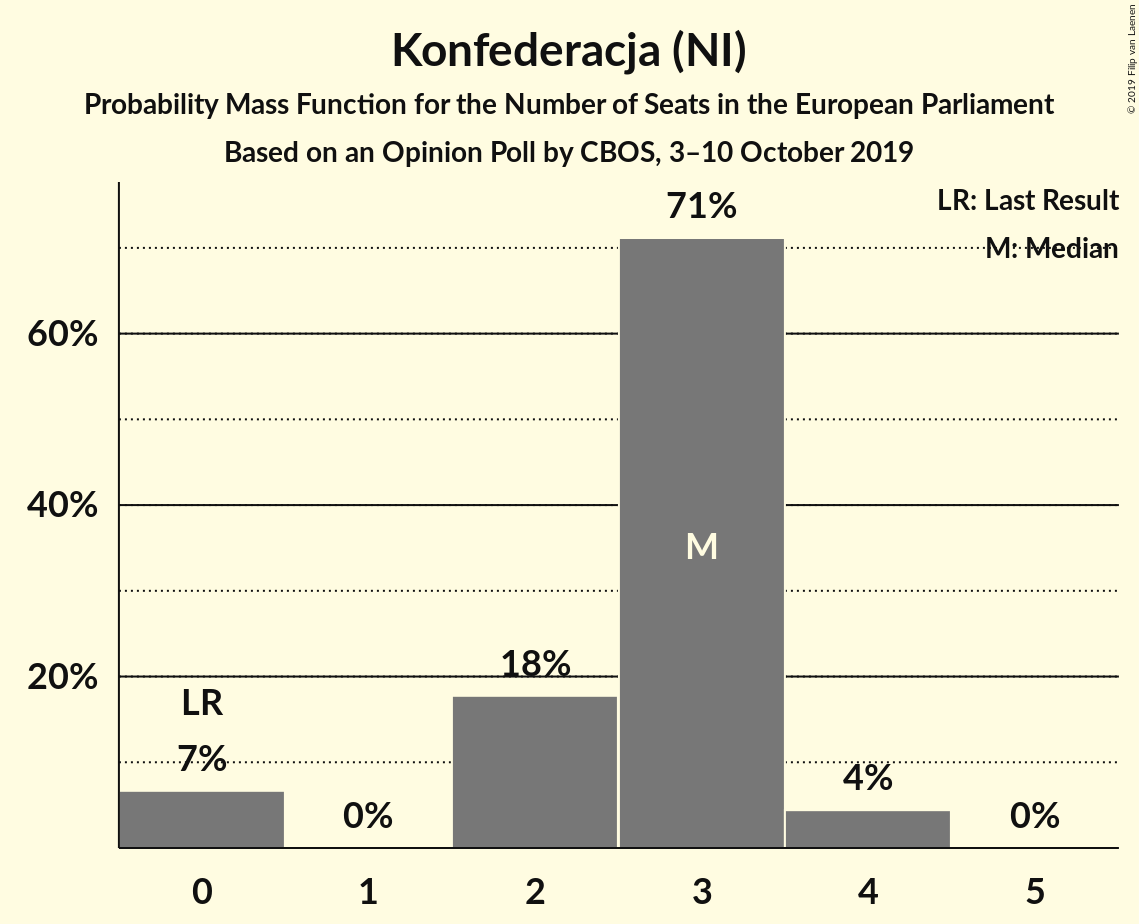 Konfederacja (NI)
Probability Mass Function for the Number of Seats in the European Parliament
Based on an Opinion Poll by CBOS, 3–10 October 2019
© 2019 Filip van Laenen
LR: Last Result
M: Median
71%
60%
40%
M
18%
20%
LR
7%
4%
0%
0%
0 1 2 3 4 5